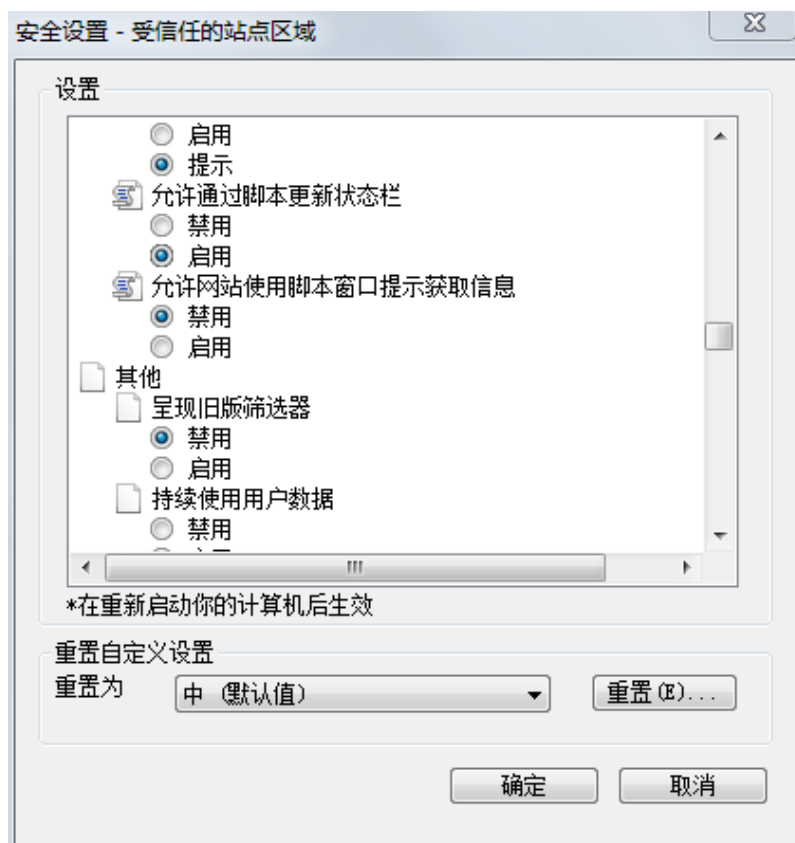 安全设置 - 受信任的站点区域
设置
启用
提示
允许通过脚本更新状态栏
禁用
启用
允许网站使用脚本窗口提示获取信息
禁用
启用
其他
呈现旧版筛选器
禁用
启用
持续使用用户数据
禁用
*在重新启动你的计算机后生效
重置自定义设置
重置为
中 (默认值)
重置(E)...
确定
取消